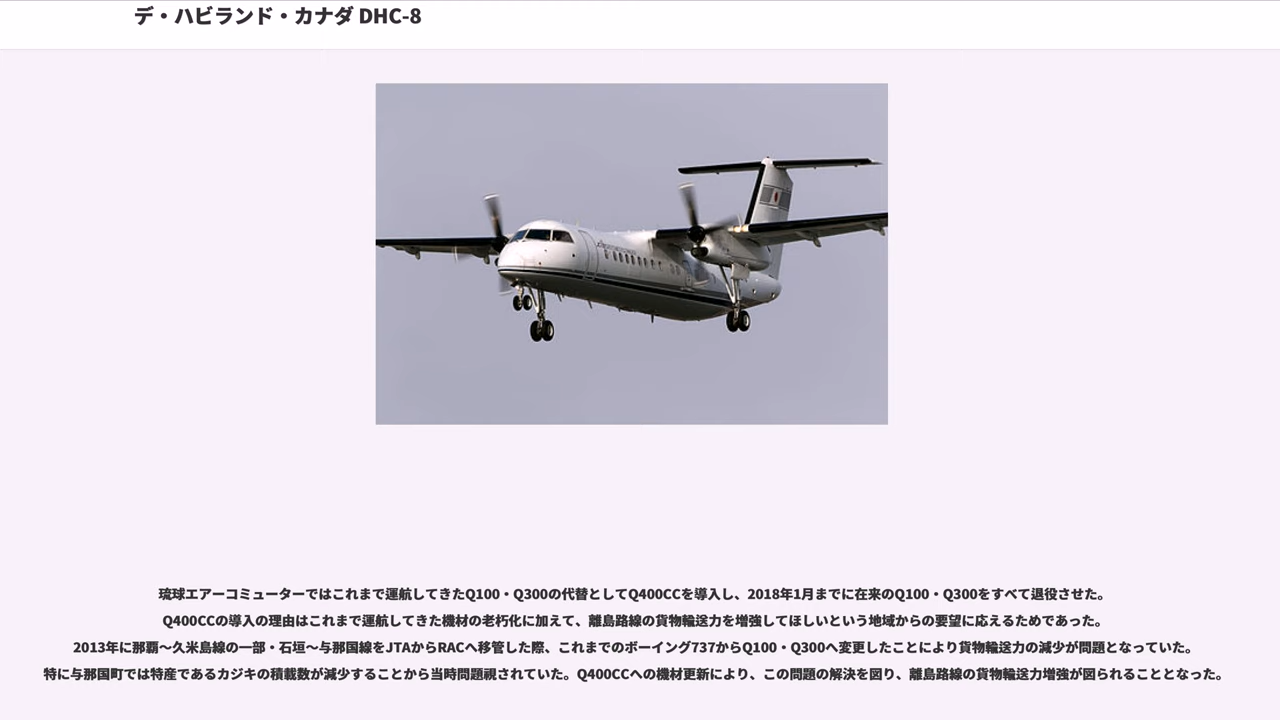 デ・ハビランド・カナダ DHC-8
琉球エアーコミューターではこれまで運航してきたQ100・Q300の代替としてQ400CCを導入し、2018年1月までに在来のQ100・Q300をすべて退役させた。
Q400CCの導入の理由はこれまで運航してきた機材の老朽化に加えて、離島路線の貨物輸送力を増強してほしいという地域からの要望に応えるためであった。
2013年に那覇〜久米島線の一部・石垣〜与那国線をJTAからRACへ移管した際、これまでのボーイング737からQ100・Q300へ変更したことにより貨物輸送力の減少が問題となっていた。
特に与那国町では特産であるカジキの積載数が減少することから当時問題視されていた。Q400CCへの機材更新により、この問題の解決を図り、離島路線の貨物輸送力増強が図られることとなった。